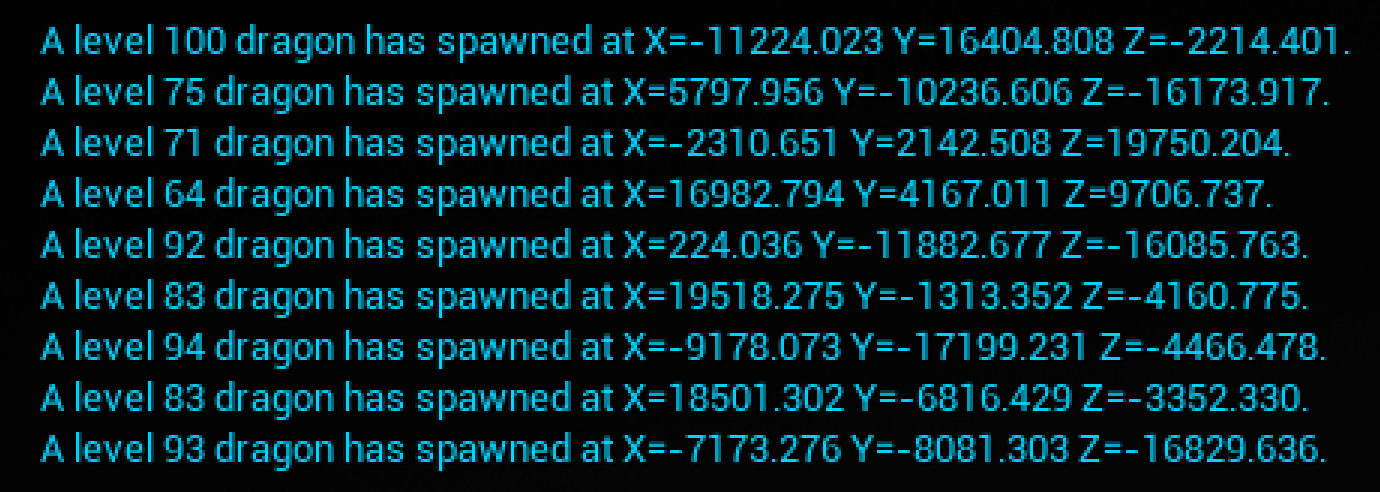 A level 100 dragon has spawned at X=-11224.023 Y=16404.808 Z=-2214.401.
A level 75 dragon has spawned at X=5797.956 Y=-10236.606 Z=-16173.917.
A level 71 dragon has spawned at X=-2310.651 Y=2142.508 Z=19750.204.
A level 64 dragon has spawned at X=16982.794 Y=4167.011 Z=9706.737.
A level 92 dragon has spawned at X=224.036 Y=-11882.677 Z=-16085.763.
A level 83 dragon has spawned at X=19518.275 Y=-1313.352 Z=-4160.775.
A level 94 dragon has spawned at X=-9178.073 Y=-17199.231 Z=-4466.478.
A level 83 dragon has spawned at X=18501.302 Y=-6816.429 Z=-3352.330.
A level 93 dragon has spawned at X=-7173.276 Y=-8081.303 Z=-16829.636.